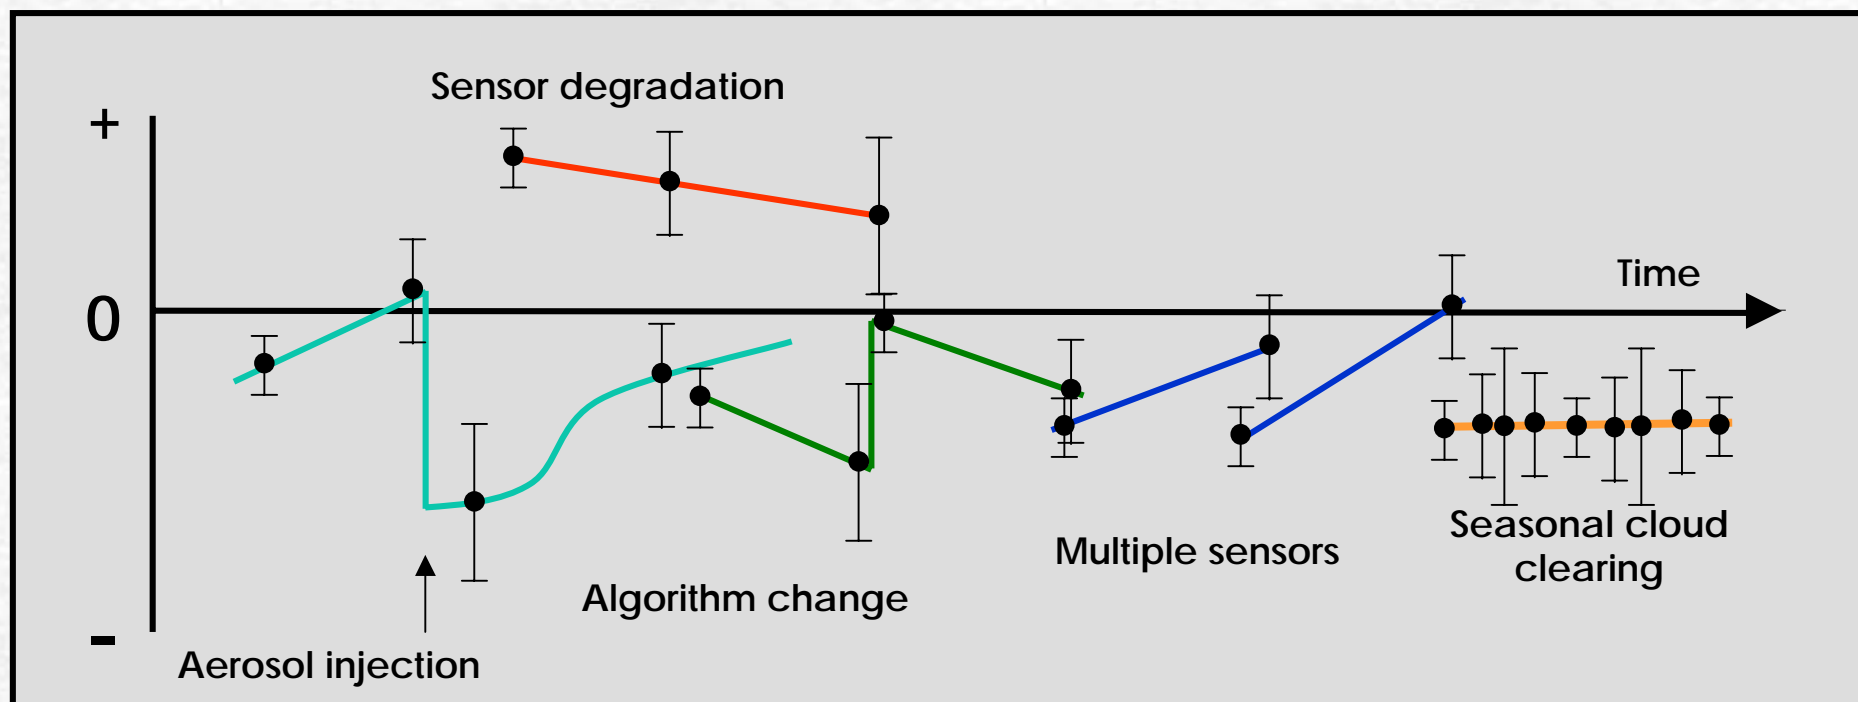 Sensor degradation
+
Time
0
Multiple sensors
Seasonal cloud
clearing
Algorithm change
-
Aerosol injection